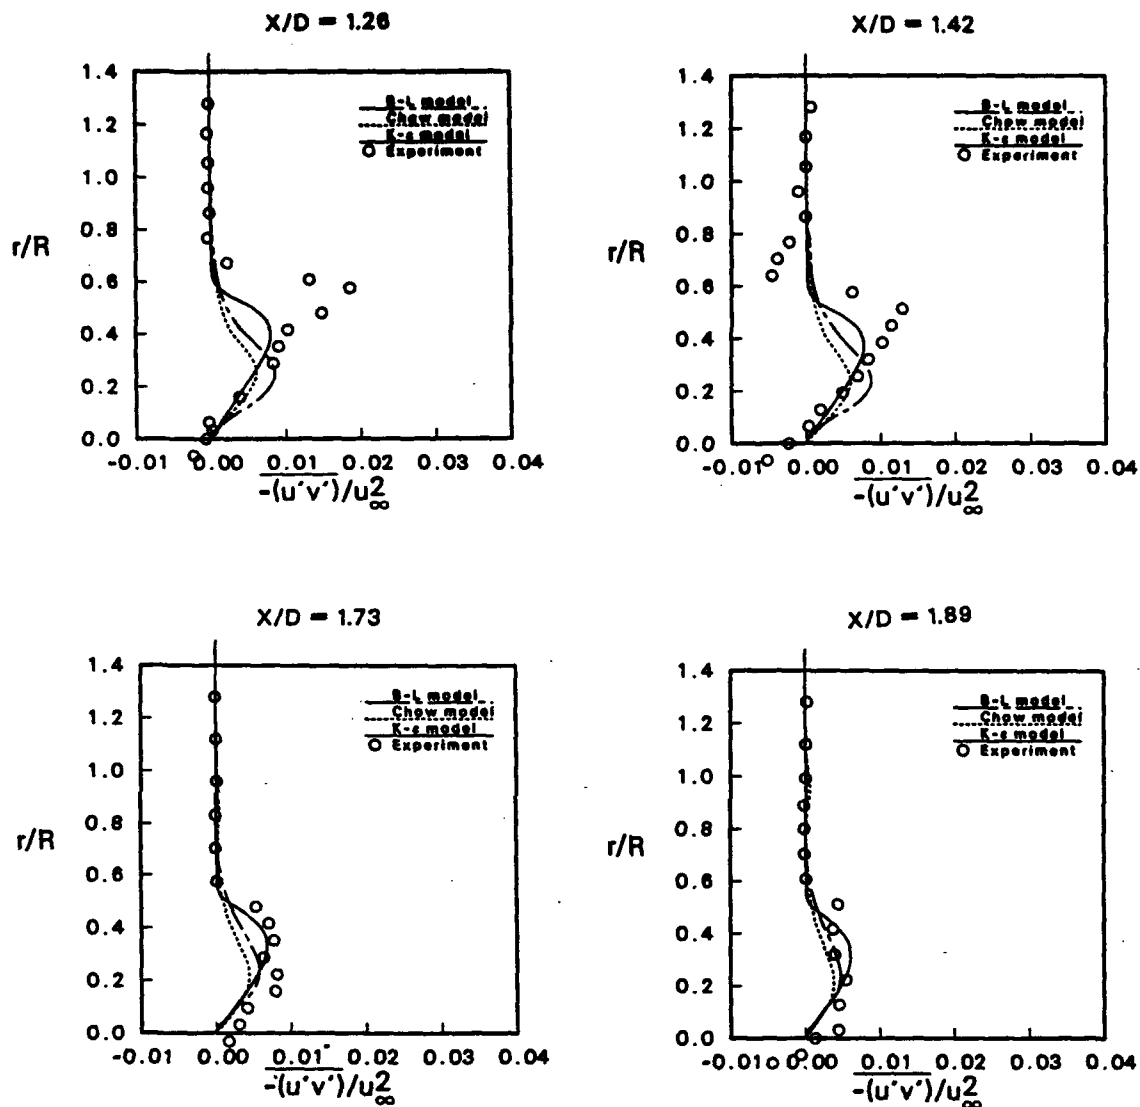 X/D = 1.26
1.4
1.2
1.0
0.8
0.6
0.4
0.2
0.0
r/R
B-L model
Chow model
K-ε model
Experiment
-0.01 0.00 0.01 0.02 0.03 0.04
-(u'v')/u²∞
X/D = 1.42
1.4
1.2
1.0
0.8
0.6
0.4
0.2
0.0
r/R
B-L model
Chow model
K-ε model
Experiment
-0.01 0.00 0.01 0.02 0.03 0.04
-(u'v')/u²∞
X/D = 1.73
1.4
1.2
1.0
0.8
0.6
0.4
0.2
0.0
r/R
B-L model
Chow model
K-ε model
Experiment
-0.01 0.00 0.01 0.02 0.03 0.04
-(u'v')/u²∞
X/D = 1.89
1.4
1.2
1.0
0.8
0.6
0.4
0.2
0.0
r/R
B-L model
Chow model
K-ε model
Experiment
-0.01 0.00 0.01 0.02 0.03 0.04
-(u'v')/u²∞